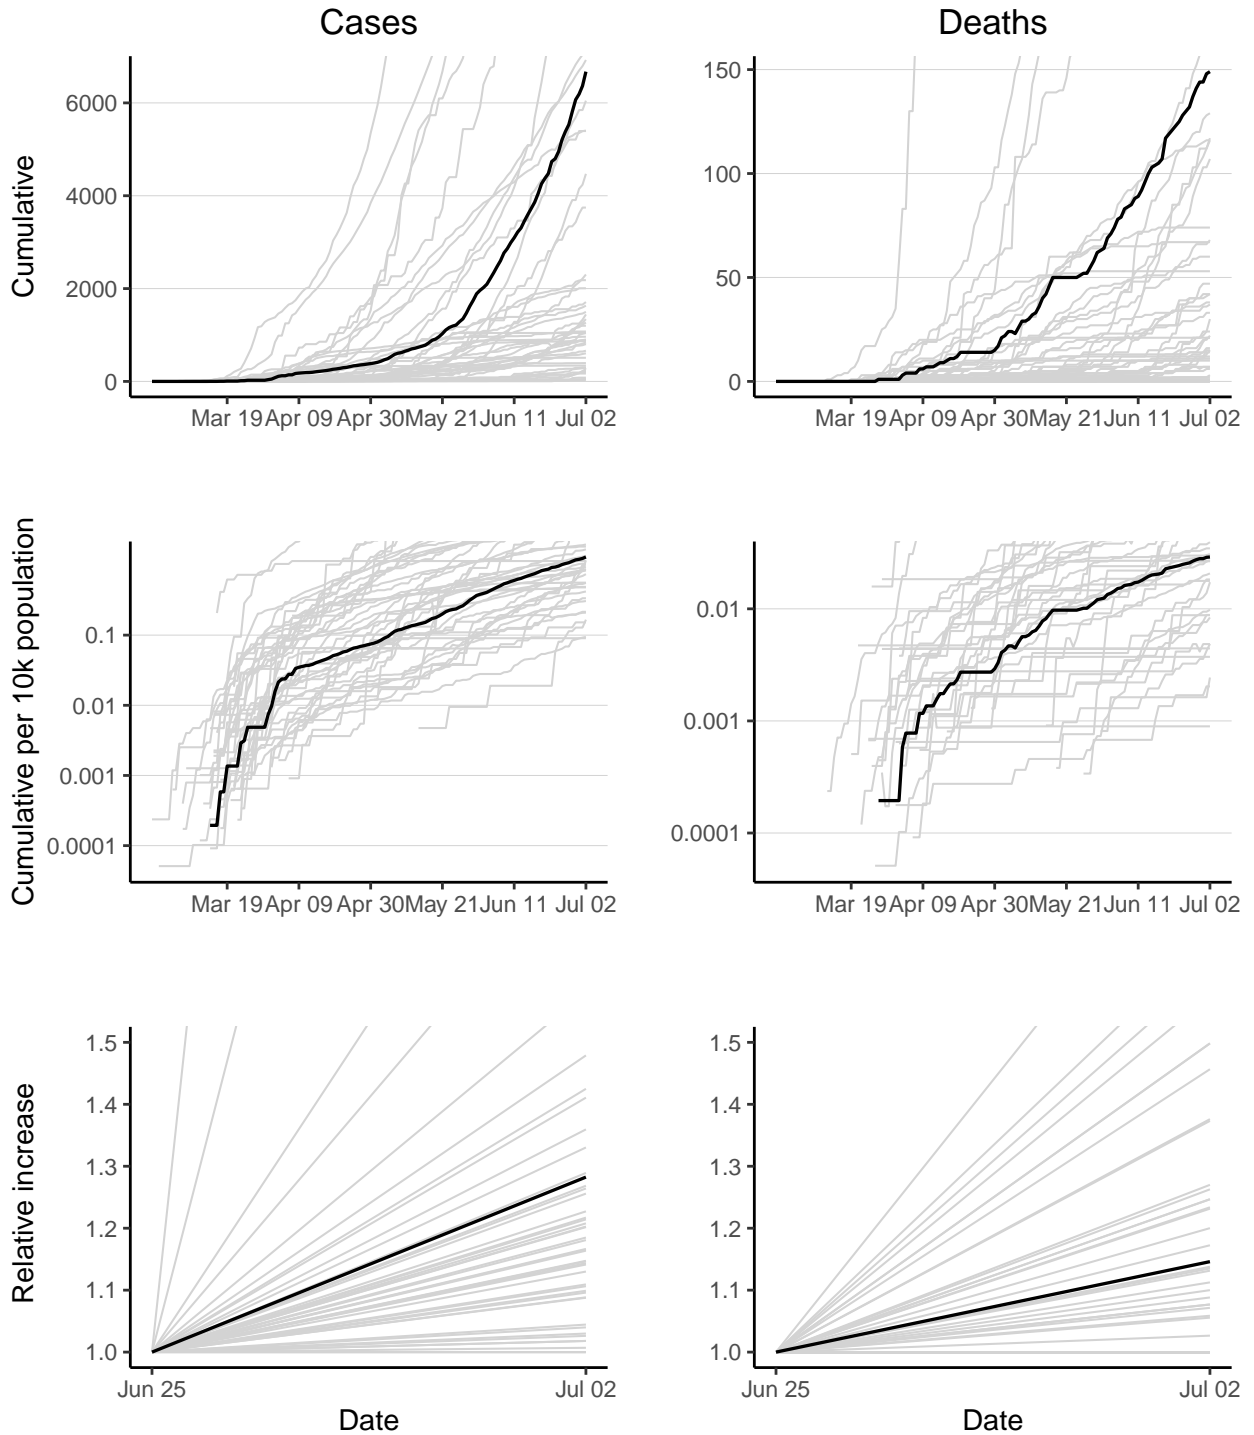 Cases
Deaths
Cumulative
6000
4000
2000
0
Mar 19 Apr 09 Apr 30 May 21 Jun 11 Jul 02
150
100
50
0
Mar 19 Apr 09 Apr 30 May 21 Jun 11 Jul 02
Cumulative per 10k population
0.1
0.01
0.001
0.0001
Mar 19 Apr 09 Apr 30 May 21 Jun 11 Jul 02
0.01
0.001
0.0001
Mar 19 Apr 09 Apr 30 May 21 Jun 11 Jul 02
Relative increase
1.5
1.4
1.3
1.2
1.1
1.0
Jun 25 Jul 02
Date
1.5
1.4
1.3
1.2
1.1
1.0
Jun 25 Jul 02
Date